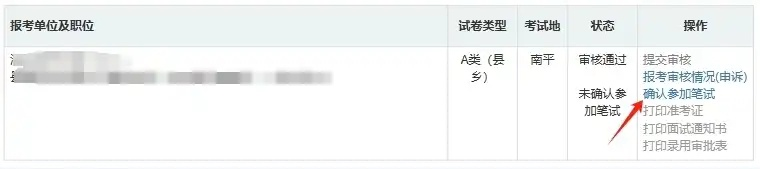 报考单位及职位 试卷类型 考试地 状态 操作
A类（县乡） 南平 审核通过 提交审核
报考审核情况(申诉)
未确认参加笔试 确认参加笔试
打印准考证
打印面试通知书
打印录用审批表